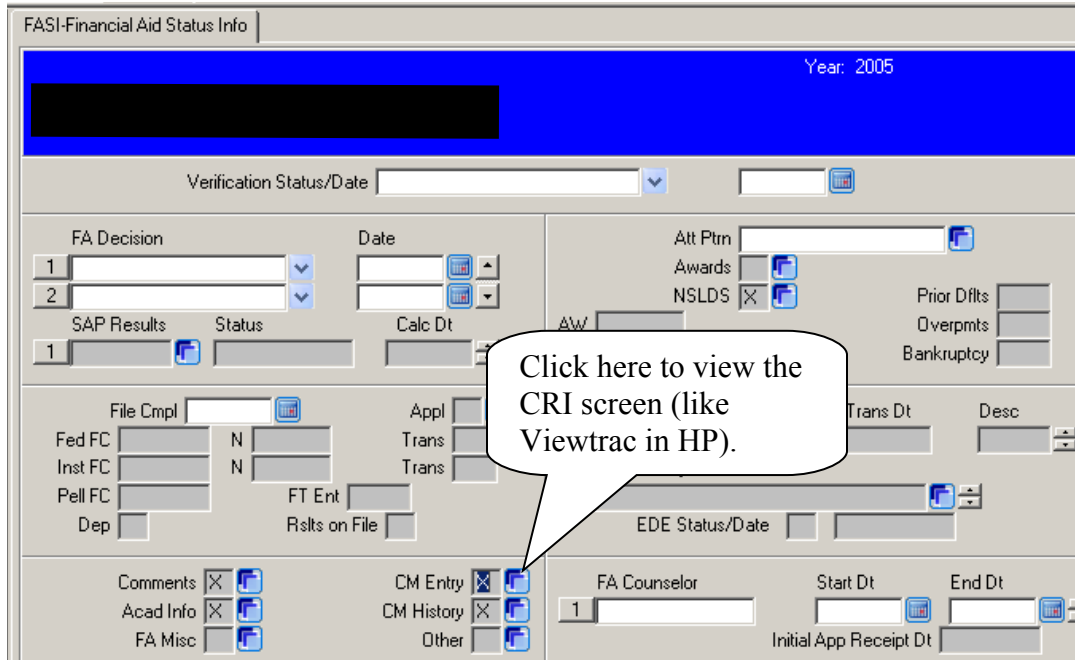 FASI-Financial Aid Status Info
Year: 2005
Verification Status/Date
FA Decision Date Att Ptrn
1 Awards
2 NSLDS X Prior Dflts
SAP Results Status Calc Dt AW Overpmts
1 Bankruptcy
Click here to view the
CRI screen (like
Viewtrac in HP).
File Cmpl Appl Trans Dt Desc
Fed FC N Trans
Inst FC N Trans
Pell FC FT Ent
Dep Rslts on File EDE Status/Date
Comments X CM Entry X FA Counselor Start Dt End Dt
Acad Info X CM History X 1
FA Misc Other Initial App Receipt Dt